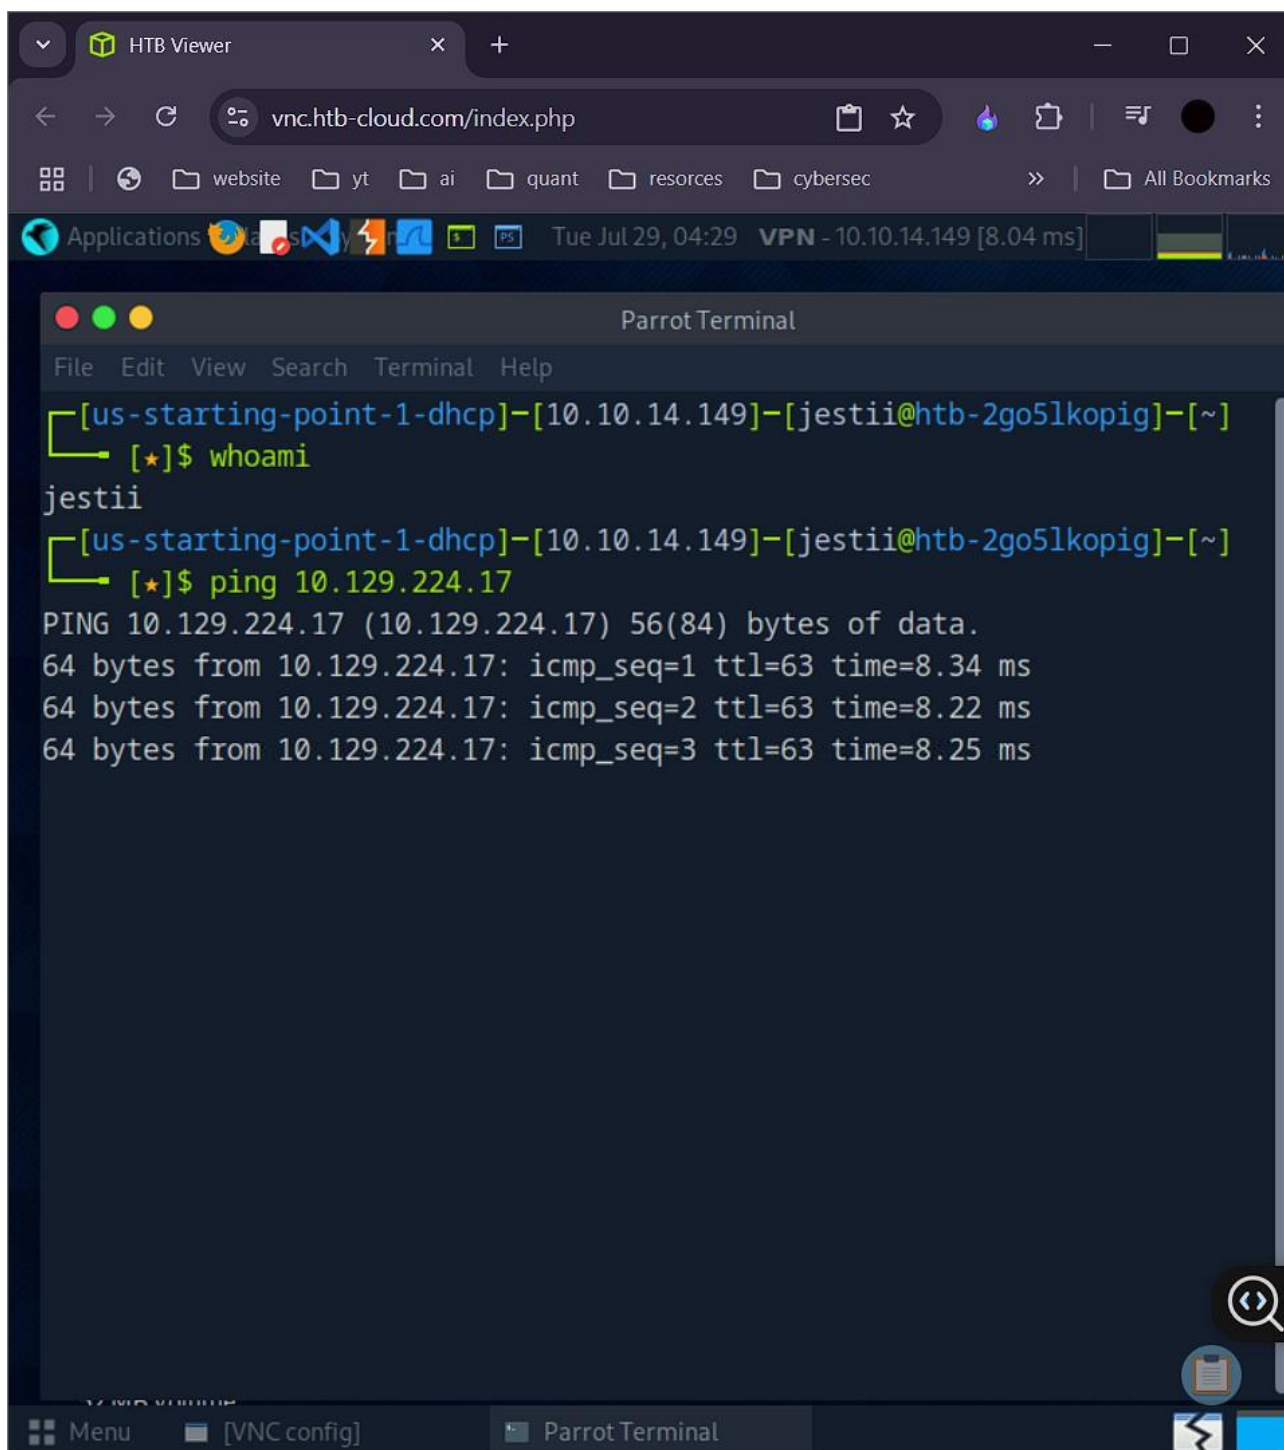 HTB Viewer
vnc.htb-cloud.com/index.php
website yt ai quant resorces cybersec » All Bookmarks
Applications Tue Jul 29, 04:29 VPN - 10.10.14.149 [8.04 ms]
Parrot Terminal
File Edit View Search Terminal Help
┌─[us-starting-point-1-dhcp]─[10.10.14.149]─[jestii@htb-2go5lkopig]─[~]
└──╼ [★]$ whoami
jestii
┌─[us-starting-point-1-dhcp]─[10.10.14.149]─[jestii@htb-2go5lkopig]─[~]
└──╼ [★]$ ping 10.129.224.17
PING 10.129.224.17 (10.129.224.17) 56(84) bytes of data.
64 bytes from 10.129.224.17: icmp_seq=1 ttl=63 time=8.34 ms
64 bytes from 10.129.224.17: icmp_seq=2 ttl=63 time=8.22 ms
64 bytes from 10.129.224.17: icmp_seq=3 ttl=63 time=8.25 ms
Menu [VNC config] Parrot Terminal